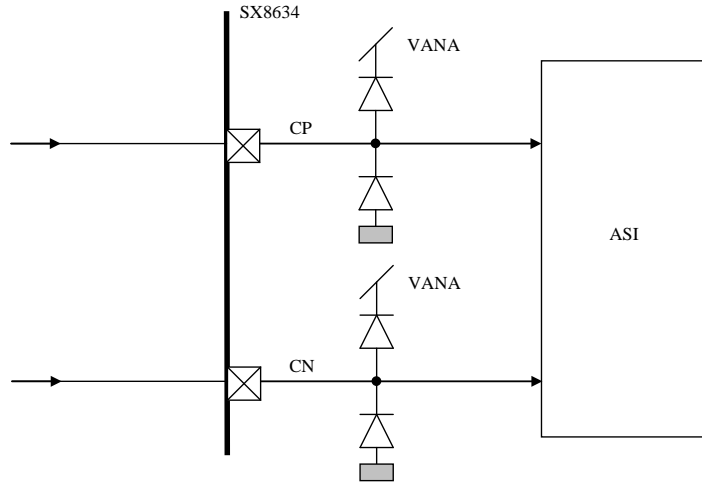 SX8634
VANA
CP
ASI
VANA
CN